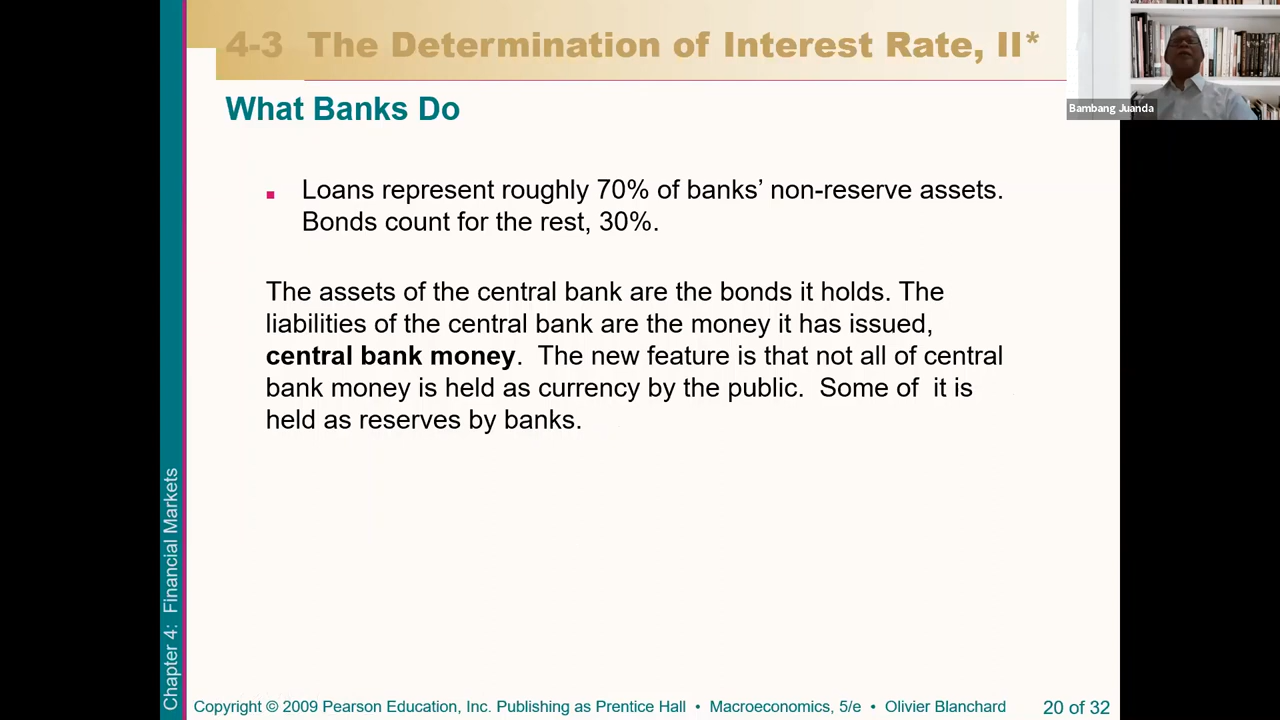 4-3 The Determination of Interest Rate, II*
What Banks Do
Bambang Juanda
Loans represent roughly 70% of banks’ non-reserve assets.
Bonds count for the rest, 30%.
The assets of the central bank are the bonds it holds. The
liabilities of the central bank are the money it has issued,
central bank money. The new feature is that not all of central
bank money is held as currency by the public. Some of it is
held as reserves by banks.
Chapter 4: Financial Markets
Copyright © 2009 Pearson Education, Inc. Publishing as Prentice Hall • Macroeconomics, 5/e • Olivier Blanchard
20 of 32